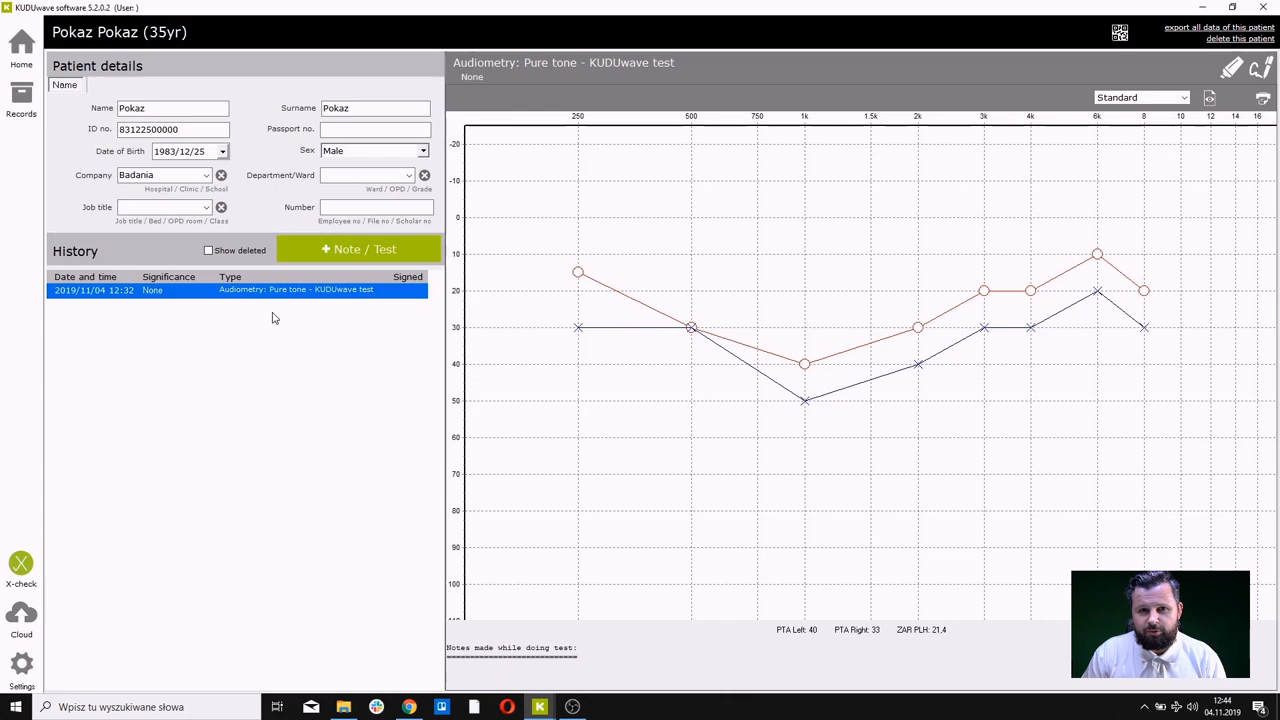 KUDUwave software 5.2.0.2 (User: )
Pokaz Pokaz (35yr)
export all data of this patient
delete this patient
Home
Records
X-check
Cloud
Settings
Patient details
Name
Name Pokaz Surname Pokaz
ID no. 83122500000 Passport no.
Date of Birth 1983/12/25 Sex Male
Company Badania Department/Ward
Hospital / Clinic / School Ward / OPD / Grade
Job title Number
Job title / Bed / OPD room / Class Employee no / File no / Scholar no
History Show deleted + Note / Test
Date and time Significance Type Signed
2019/11/04 12:32 None Audiometry: Pure tone - KUDUwave test
Audiometry: Pure tone - KUDUwave test
None
Standard
250 500 750 1k 1.5k 2k 3k 4k 6k 8 10 12 14 16
-20
-10
0
10
20
30
40
50
60
70
80
90
100
PTA Left: 40 PTA Right: 33 ZAR PLH: 21,4
Notes made while doing test:
============================
Wpisz tu wyszukiwane słowa
12:44
04.11.2019
4